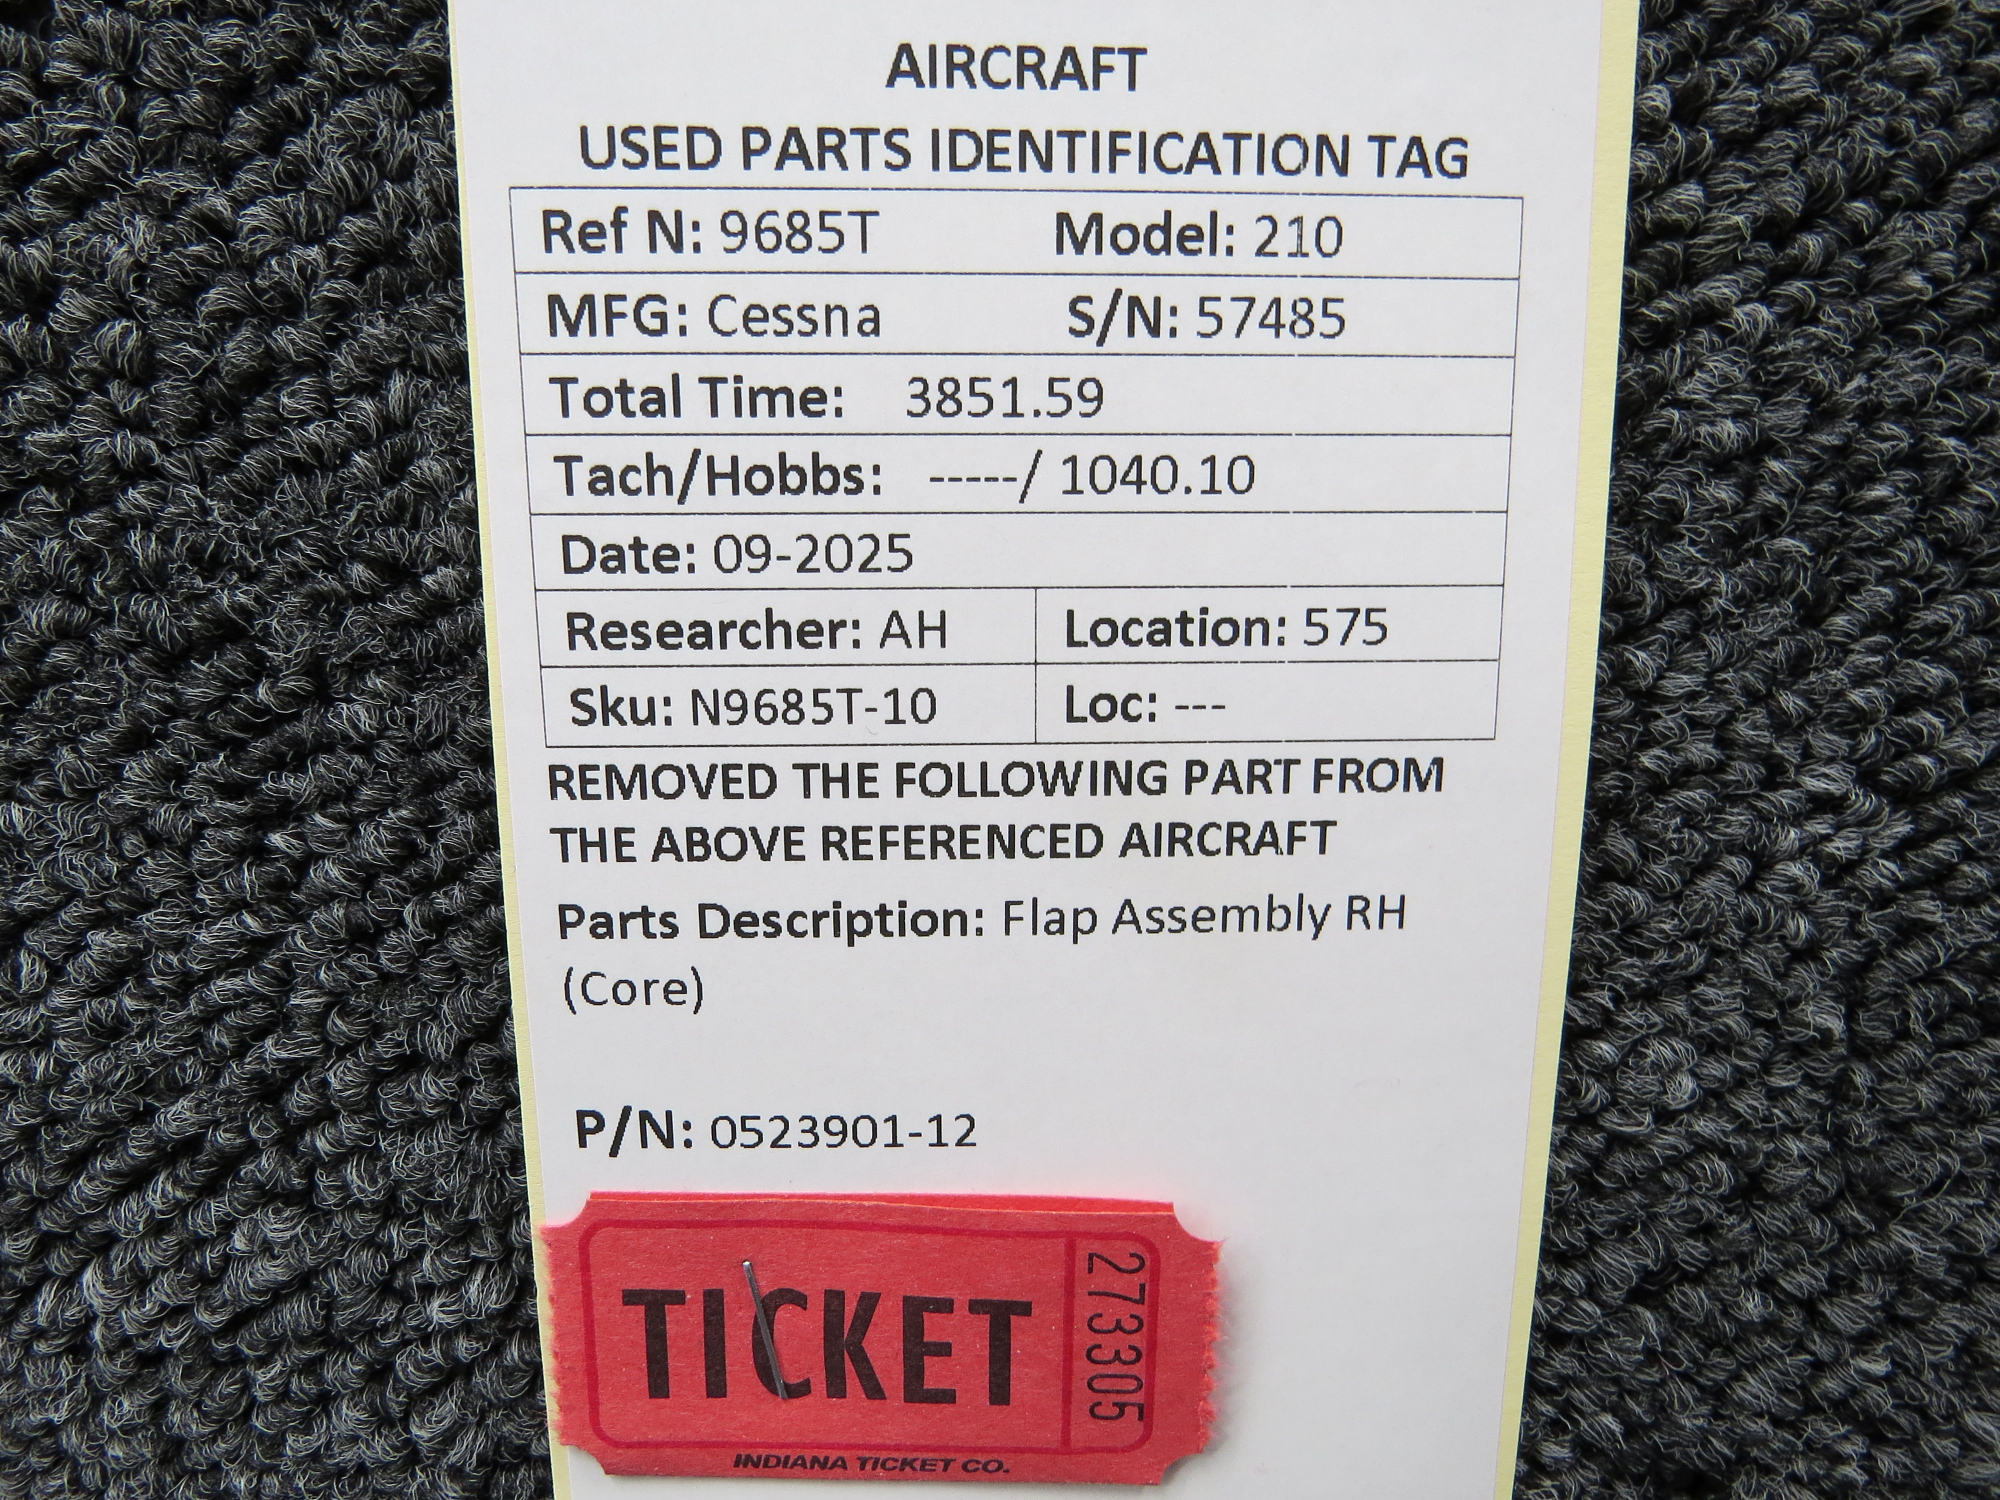 AIRCRAFT
USED PARTS IDENTIFICATION TAG
Ref N: 9685T Model: 210
MFG: Cessna S/N: 57485
Total Time: 3851.59
Tach/Hobbs: -----/ 1040.10
Date: 09-2025
Researcher: AH Location: 575
Sku: N9685T-10 Loc: ---
REMOVED THE FOLLOWING PART FROM
THE ABOVE REFERENCED AIRCRAFT
Parts Description: Flap Assembly RH
(Core)
P/N: 0523901-12
TICKET 273305
INDIANA TICKET CO.